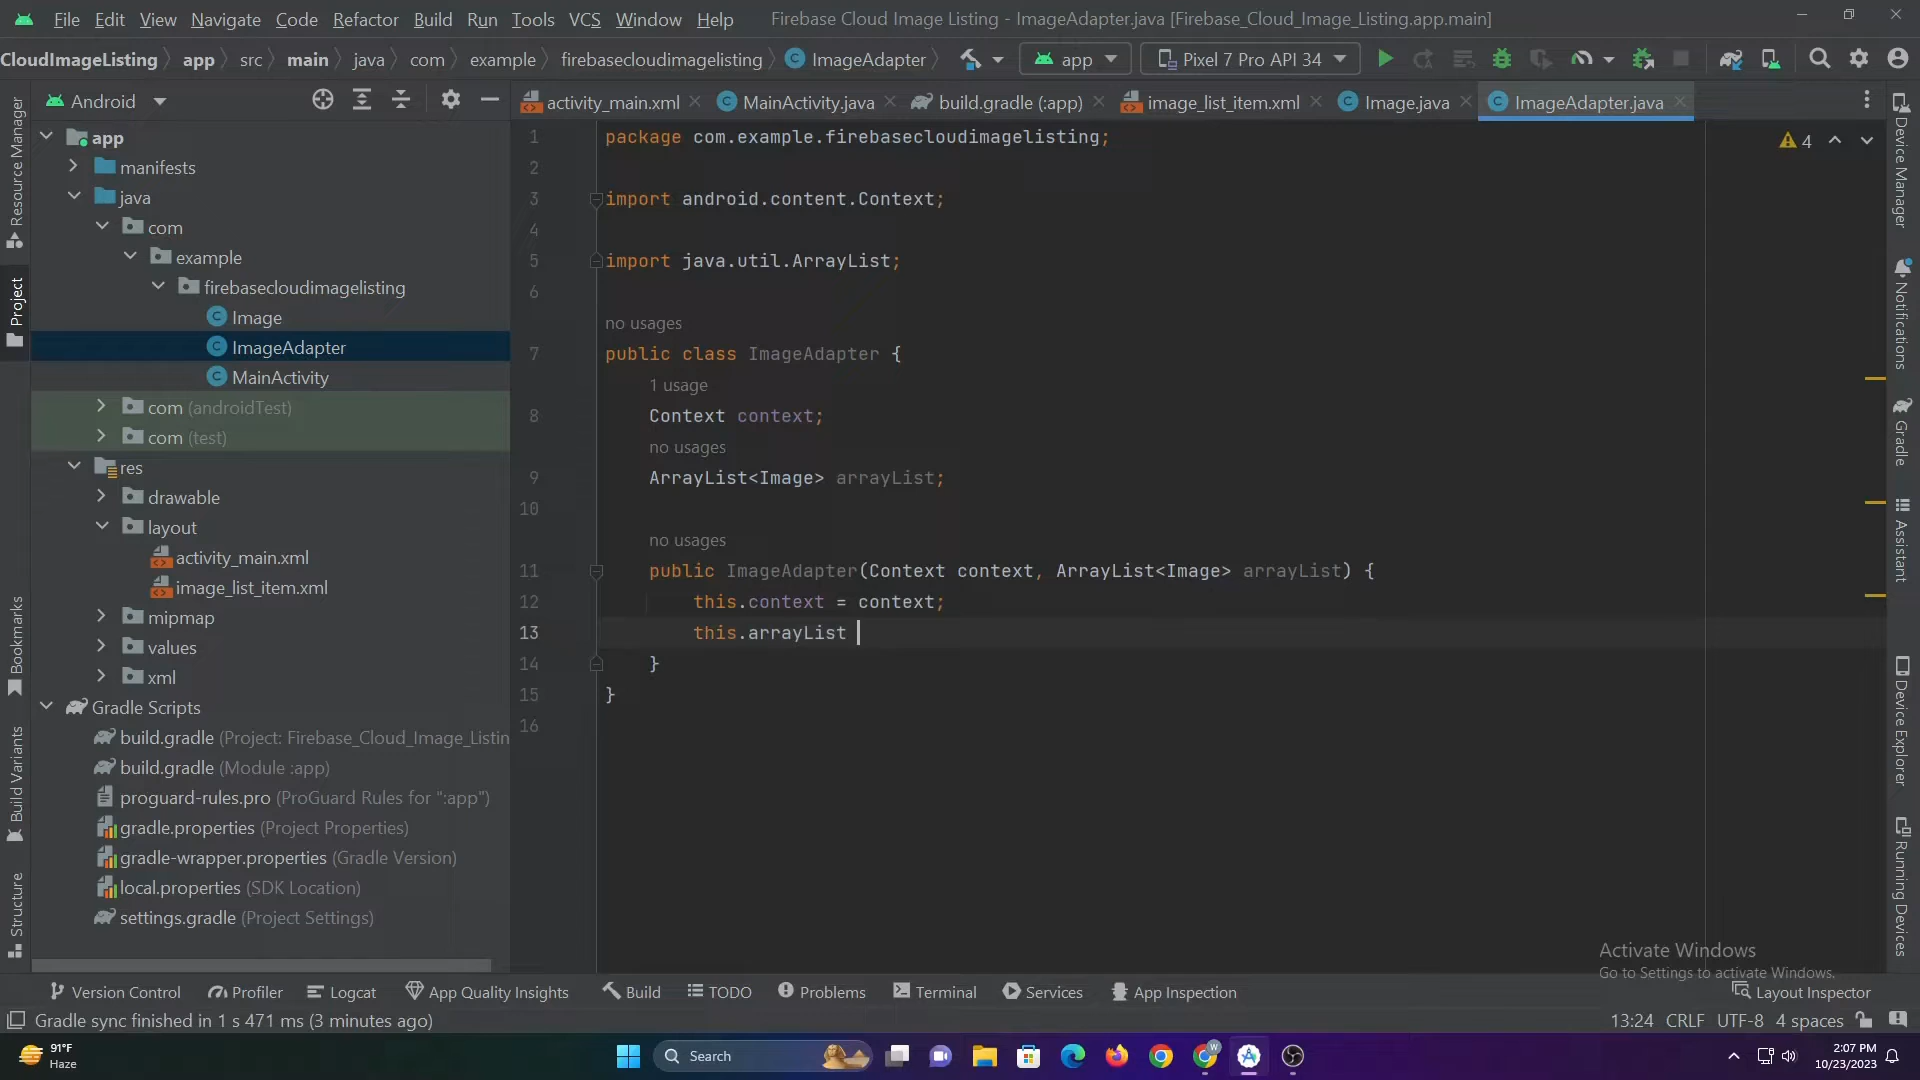 File Edit View Navigate Code Refactor Build Run Tools VCS Window Help Firebase Cloud Image Listing - ImageAdapter.java [Firebase_Cloud_Image_Listing.app.main]
CloudImageListing app src main java com example firebasecloudimagelisting ImageAdapter app Pixel 7 Pro API 34
Android
activity_main.xml MainActivity.java build.gradle (:app) image_list_item.xml Image.java ImageAdapter.java
Resource Manager
Project
Bookmarks
Build Variants
Structure
app
manifests
java
com
example
firebasecloudimagelisting
Image
ImageAdapter
MainActivity
com (androidTest)
com (test)
res
drawable
layout
activity_main.xml
image_list_item.xml
mipmap
values
xml
Gradle Scripts
build.gradle (Project: Firebase_Cloud_Image_Listin
build.gradle (Module :app)
proguard-rules.pro (ProGuard Rules for ":app")
gradle.properties (Project Properties)
gradle-wrapper.properties (Gradle Version)
local.properties (SDK Location)
settings.gradle (Project Settings)
1 package com.example.firebasecloudimagelisting;
2
3 import android.content.Context;
4
5 import java.util.ArrayList;
6
no usages
7 public class ImageAdapter {
1 usage
8 Context context;
no usages
9 ArrayList<Image> arrayList;
10
no usages
11 public ImageAdapter(Context context, ArrayList<Image> arrayList) {
12 this.context = context;
13 this.arrayList
14 }
15 }
16
4
Device Manager
Notifications
Gradle
Assistant
Device Explorer
Running Devices
Activate Windows
Go to Settings to activate Windows.
Version Control Profiler Logcat App Quality Insights Build TODO Problems Terminal Services App Inspection Layout Inspector
Gradle sync finished in 1 s 471 ms (3 minutes ago) 13:24 CRLF UTF-8 4 spaces
91°F
Haze
Search
W
2:07 PM
10/23/2023